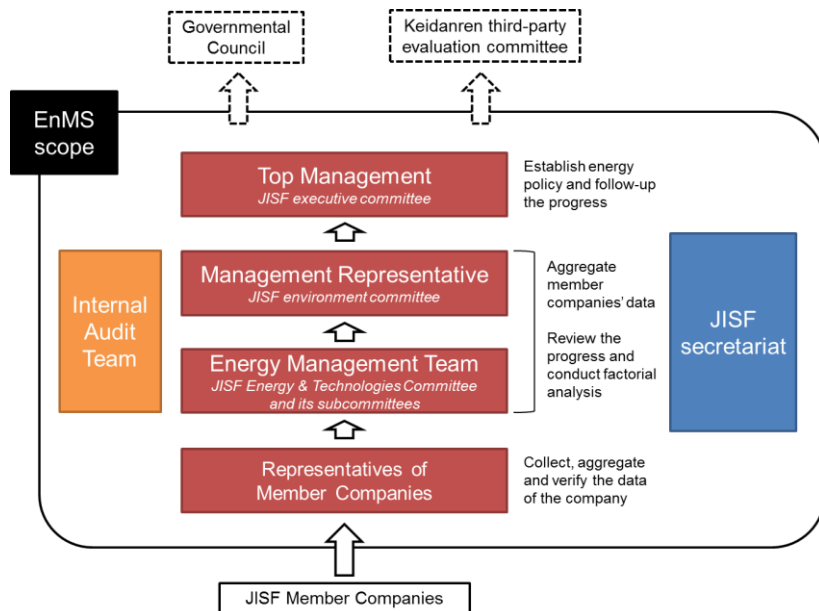 Governmental
Council
Keidanren third-party
evaluation committee
EnMS
scope
Top Management
JISF executive committee
Establish energy
policy and follow-up
the progress
Internal
Audit
Team
Management Representative
JISF environment committee
Energy Management Team
JISF Energy & Technologies Committee
and its subcommittees
Aggregate
member
companies' data
Review the
progress and
conduct factorial
analysis
JISF
secretariat
Representatives of
Member Companies
Collect, aggregate
and verify the data
of the company
JISF Member Companies